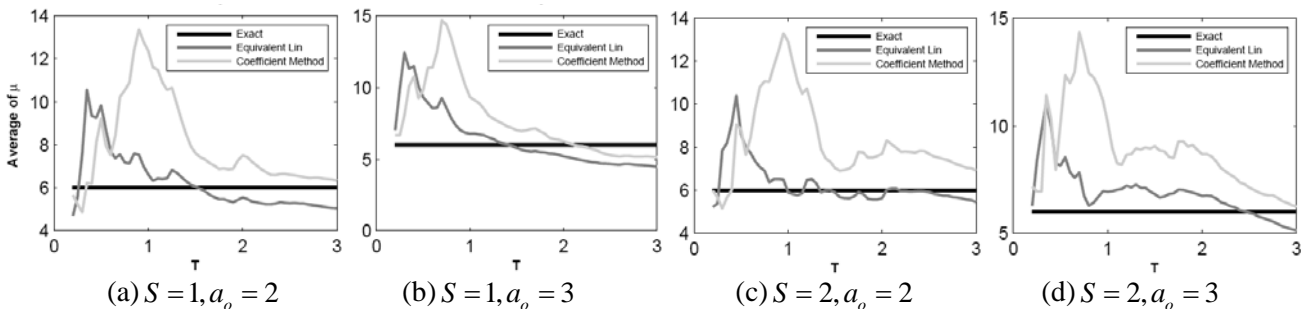 Average of μ
14
12
10
8
6
4
0 1 2 3
T
Exact
Equivalent Lin
Coefficient Method
(a) S = 1, a_o = 2
15
10
5
0
0 1 2 3
T
Exact
Equivalent Lin
Coefficient Method
(b) S = 1, a_o = 3
14
12
10
8
6
4
0 1 2 3
T
Exact
Equivalent Lin
Coefficient Method
(c) S = 2, a_o = 2
15
10
5
0 1 2 3
T
Exact
Equivalent Lin
Coefficient Method
(d) S = 2, a_o = 3